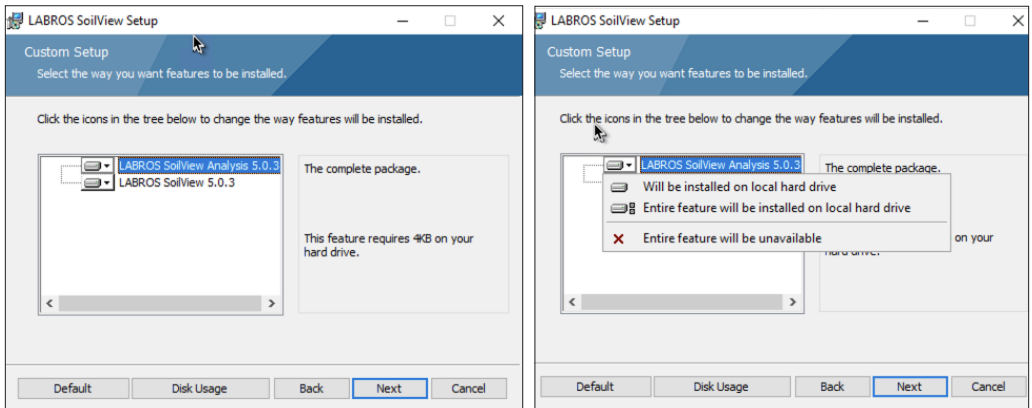 LABROS SoilView Setup
Custom Setup
Select the way you want features to be installed.
Click the icons in the tree below to change the way features will be installed.
LABROS SoilView Analysis 5.0.3
LABROS SoilView 5.0.3
The complete package.
This feature requires 4KB on your
hard drive.
Default
Disk Usage
Back
Next
Cancel
LABROS SoilView Setup
Custom Setup
Select the way you want features to be installed.
Click the icons in the tree below to change the way features will be installed.
LABROS SoilView Analysis 5.0.3
The complete package.
Will be installed on local hard drive
Entire feature will be installed on local hard drive
Entire feature will be unavailable
on your
hard drive.
Default
Disk Usage
Back
Next
Cancel